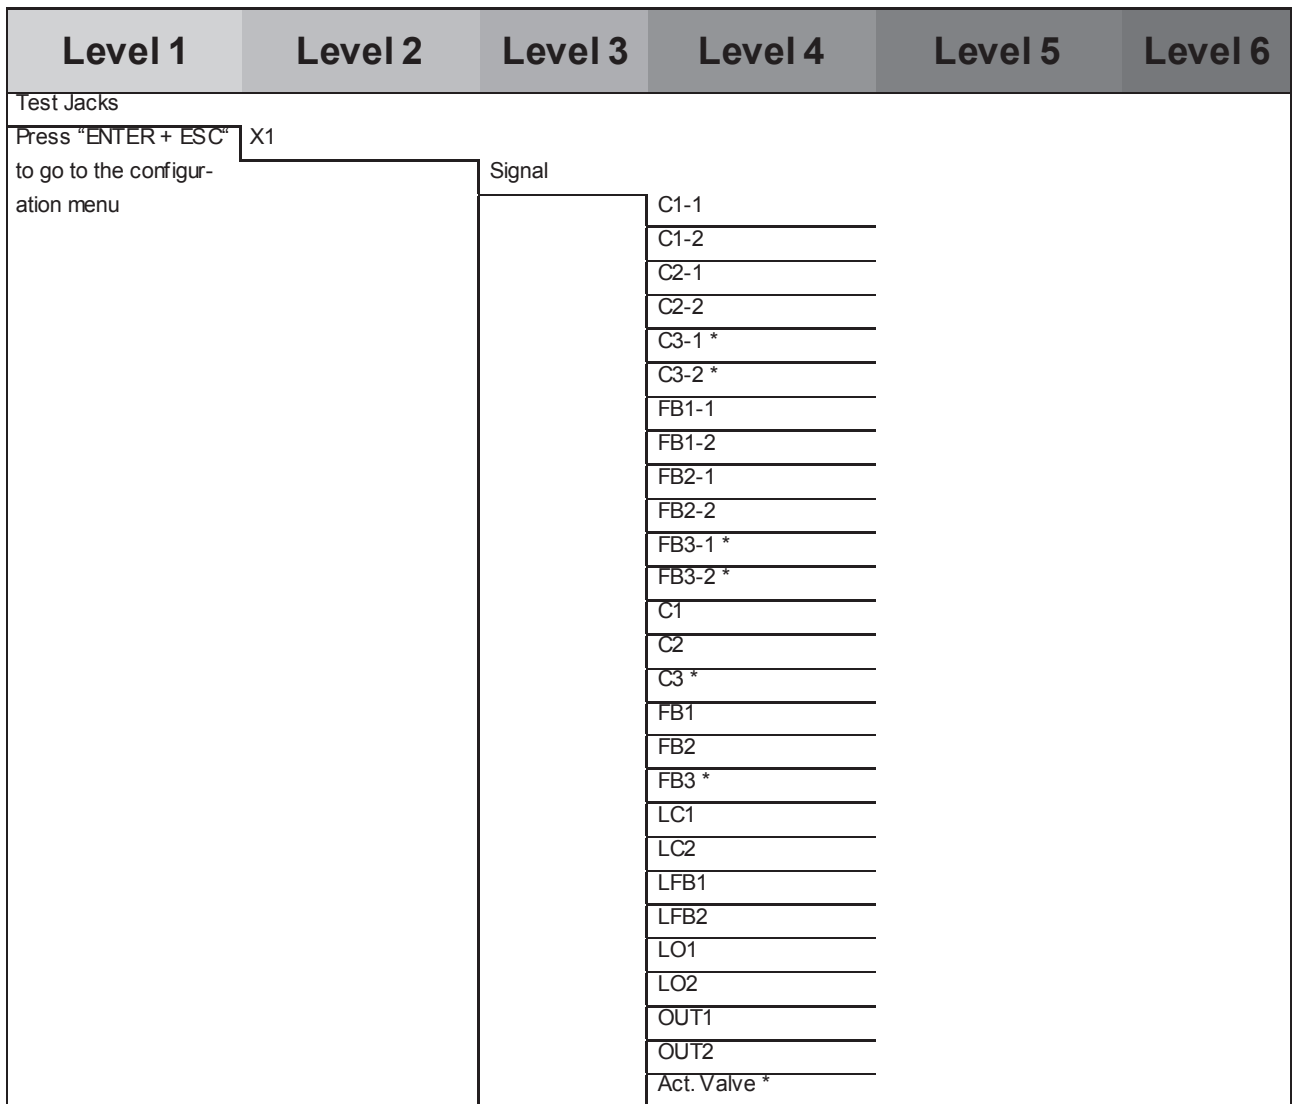 Level 1 Level 2 Level 3 Level 4 Level 5 Level 6
Test Jacks
Press “ENTER + ESC“ X1
to go to the configur- Signal
ation menu C1-1
C1-2
C2-1
C2-2
C3-1 *
C3-2 *
FB1-1
FB1-2
FB2-1
FB2-2
FB3-1 *
FB3-2 *
C1
C2
C3 *
FB1
FB2
FB3 *
LC1
LC2
LFB1
LFB2
LO1
LO2
OUT1
OUT2
Act. Valve *